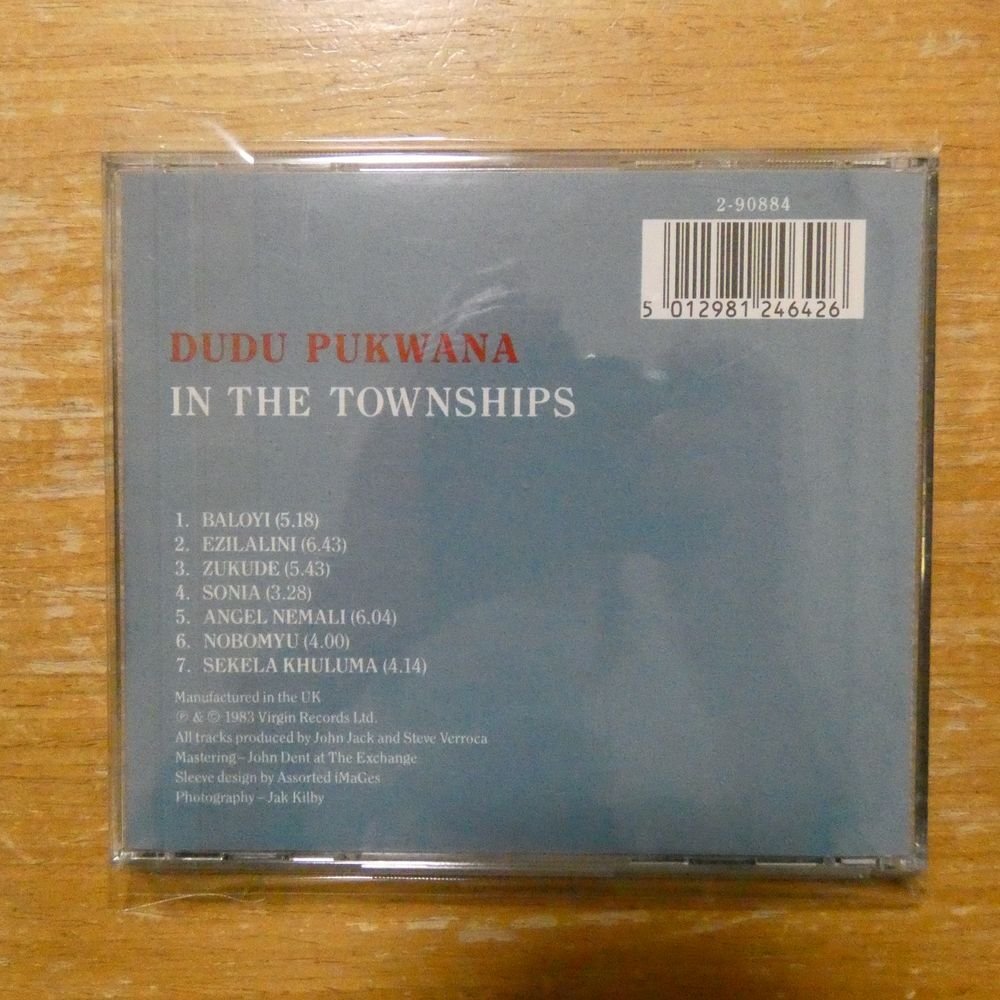 2-90884
5 012981 246426
DUDU PUKWANA
IN THE TOWNSHIPS
1. BALOYI (5.18)
2. EZILALINI (6.43)
3. ZUKUDE (5.43)
4. SONIA (3.28)
5. ANGEL NEMALI (6.04)
6. NOBOMYU (4.00)
7. SEKELA KHULUMA (4.14)
Manufactured in the UK
℗ & © 1983 Virgin Records Ltd.
All tracks produced by John Jack and Steve Verroca
Mastering – John Dent at The Exchange
Sleeve design by Assorted iMaGes
Photography – Jak Kilby